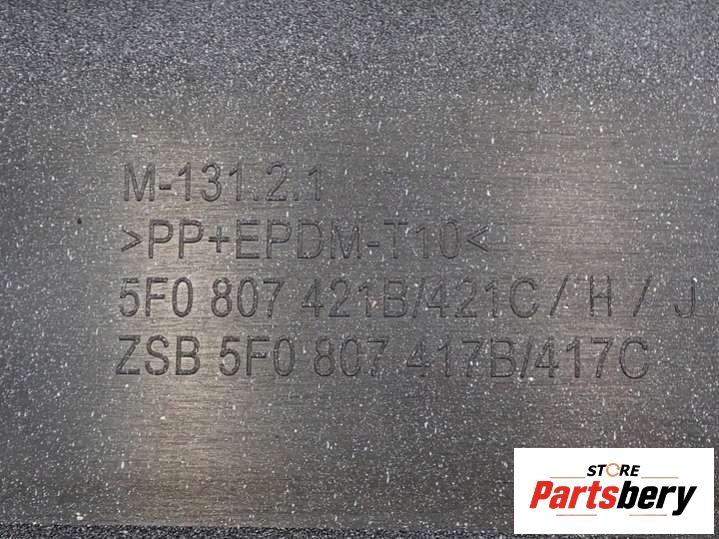 M-131.2.1
>PP+EPDM-T10<
5F0 807 421B/421C / H / J
ZSB 5F0 807 417B/417C
STORE
Partsbery